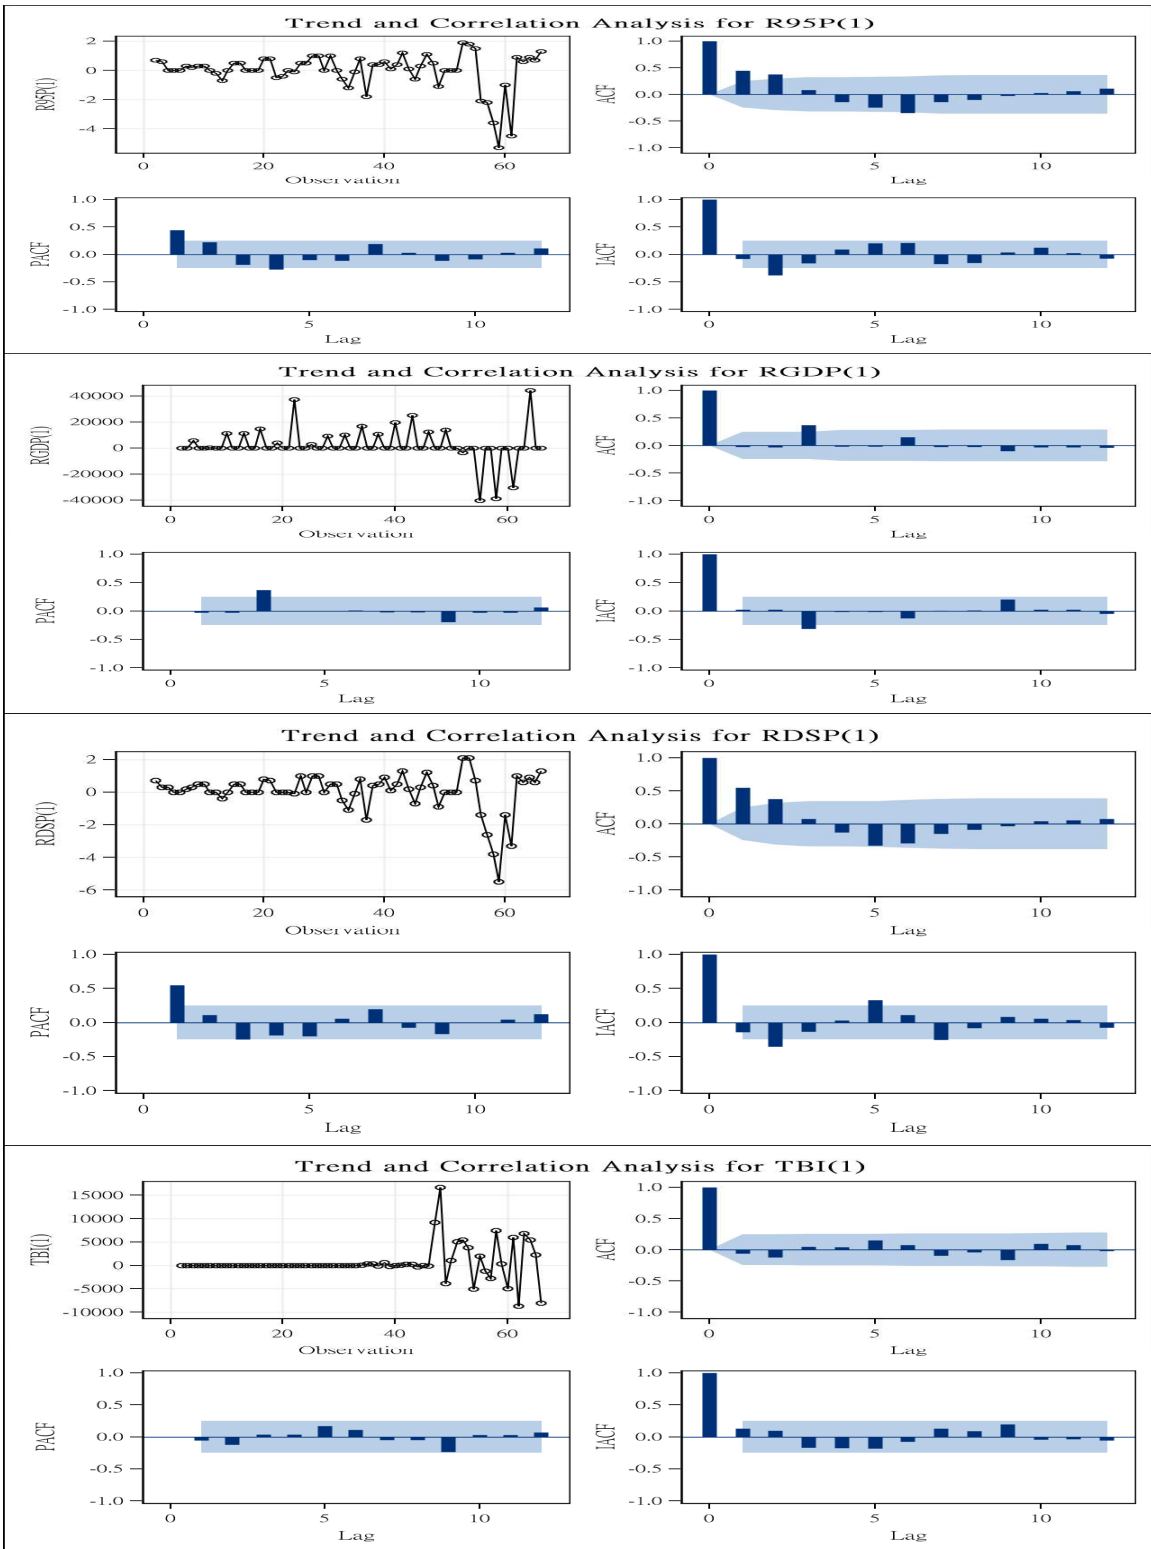 Trend and Correlation Analysis for R95P(1)
R95P(1)
2
0
-2
-4
0 20 40 60
Observation
ACF
1.0
0.5
0.0
-0.5
-1.0
0 5 10
Lag
PACF
1.0
0.5
0.0
-0.5
-1.0
0 5 10
Lag
IACF
1.0
0.5
0.0
-0.5
-1.0
0 5 10
Lag
Trend and Correlation Analysis for RGDP(1)
RGDP(1)
40000
20000
0
-20000
-40000
0 20 40 60
Observation
ACF
1.0
0.5
0.0
-0.5
-1.0
0 5 10
Lag
PACF
1.0
0.5
0.0
-0.5
-1.0
0 5 10
Lag
IACF
1.0
0.5
0.0
-0.5
-1.0
0 5 10
Lag
Trend and Correlation Analysis for RDSP(1)
RDSP(1)
2
0
-2
-4
-6
0 20 40 60
Observation
ACF
1.0
0.5
0.0
-0.5
-1.0
0 5 10
Lag
PACF
1.0
0.5
0.0
-0.5
-1.0
0 5 10
Lag
IACF
1.0
0.5
0.0
-0.5
-1.0
0 5 10
Lag
Trend and Correlation Analysis for TBI(1)
TBI(1)
15000
10000
5000
0
-5000
-10000
0 20 40 60
Observation
ACF
1.0
0.5
0.0
-0.5
-1.0
0 5 10
Lag
PACF
1.0
0.5
0.0
-0.5
-1.0
0 5 10
Lag
IACF
1.0
0.5
0.0
-0.5
-1.0
0 5 10
Lag